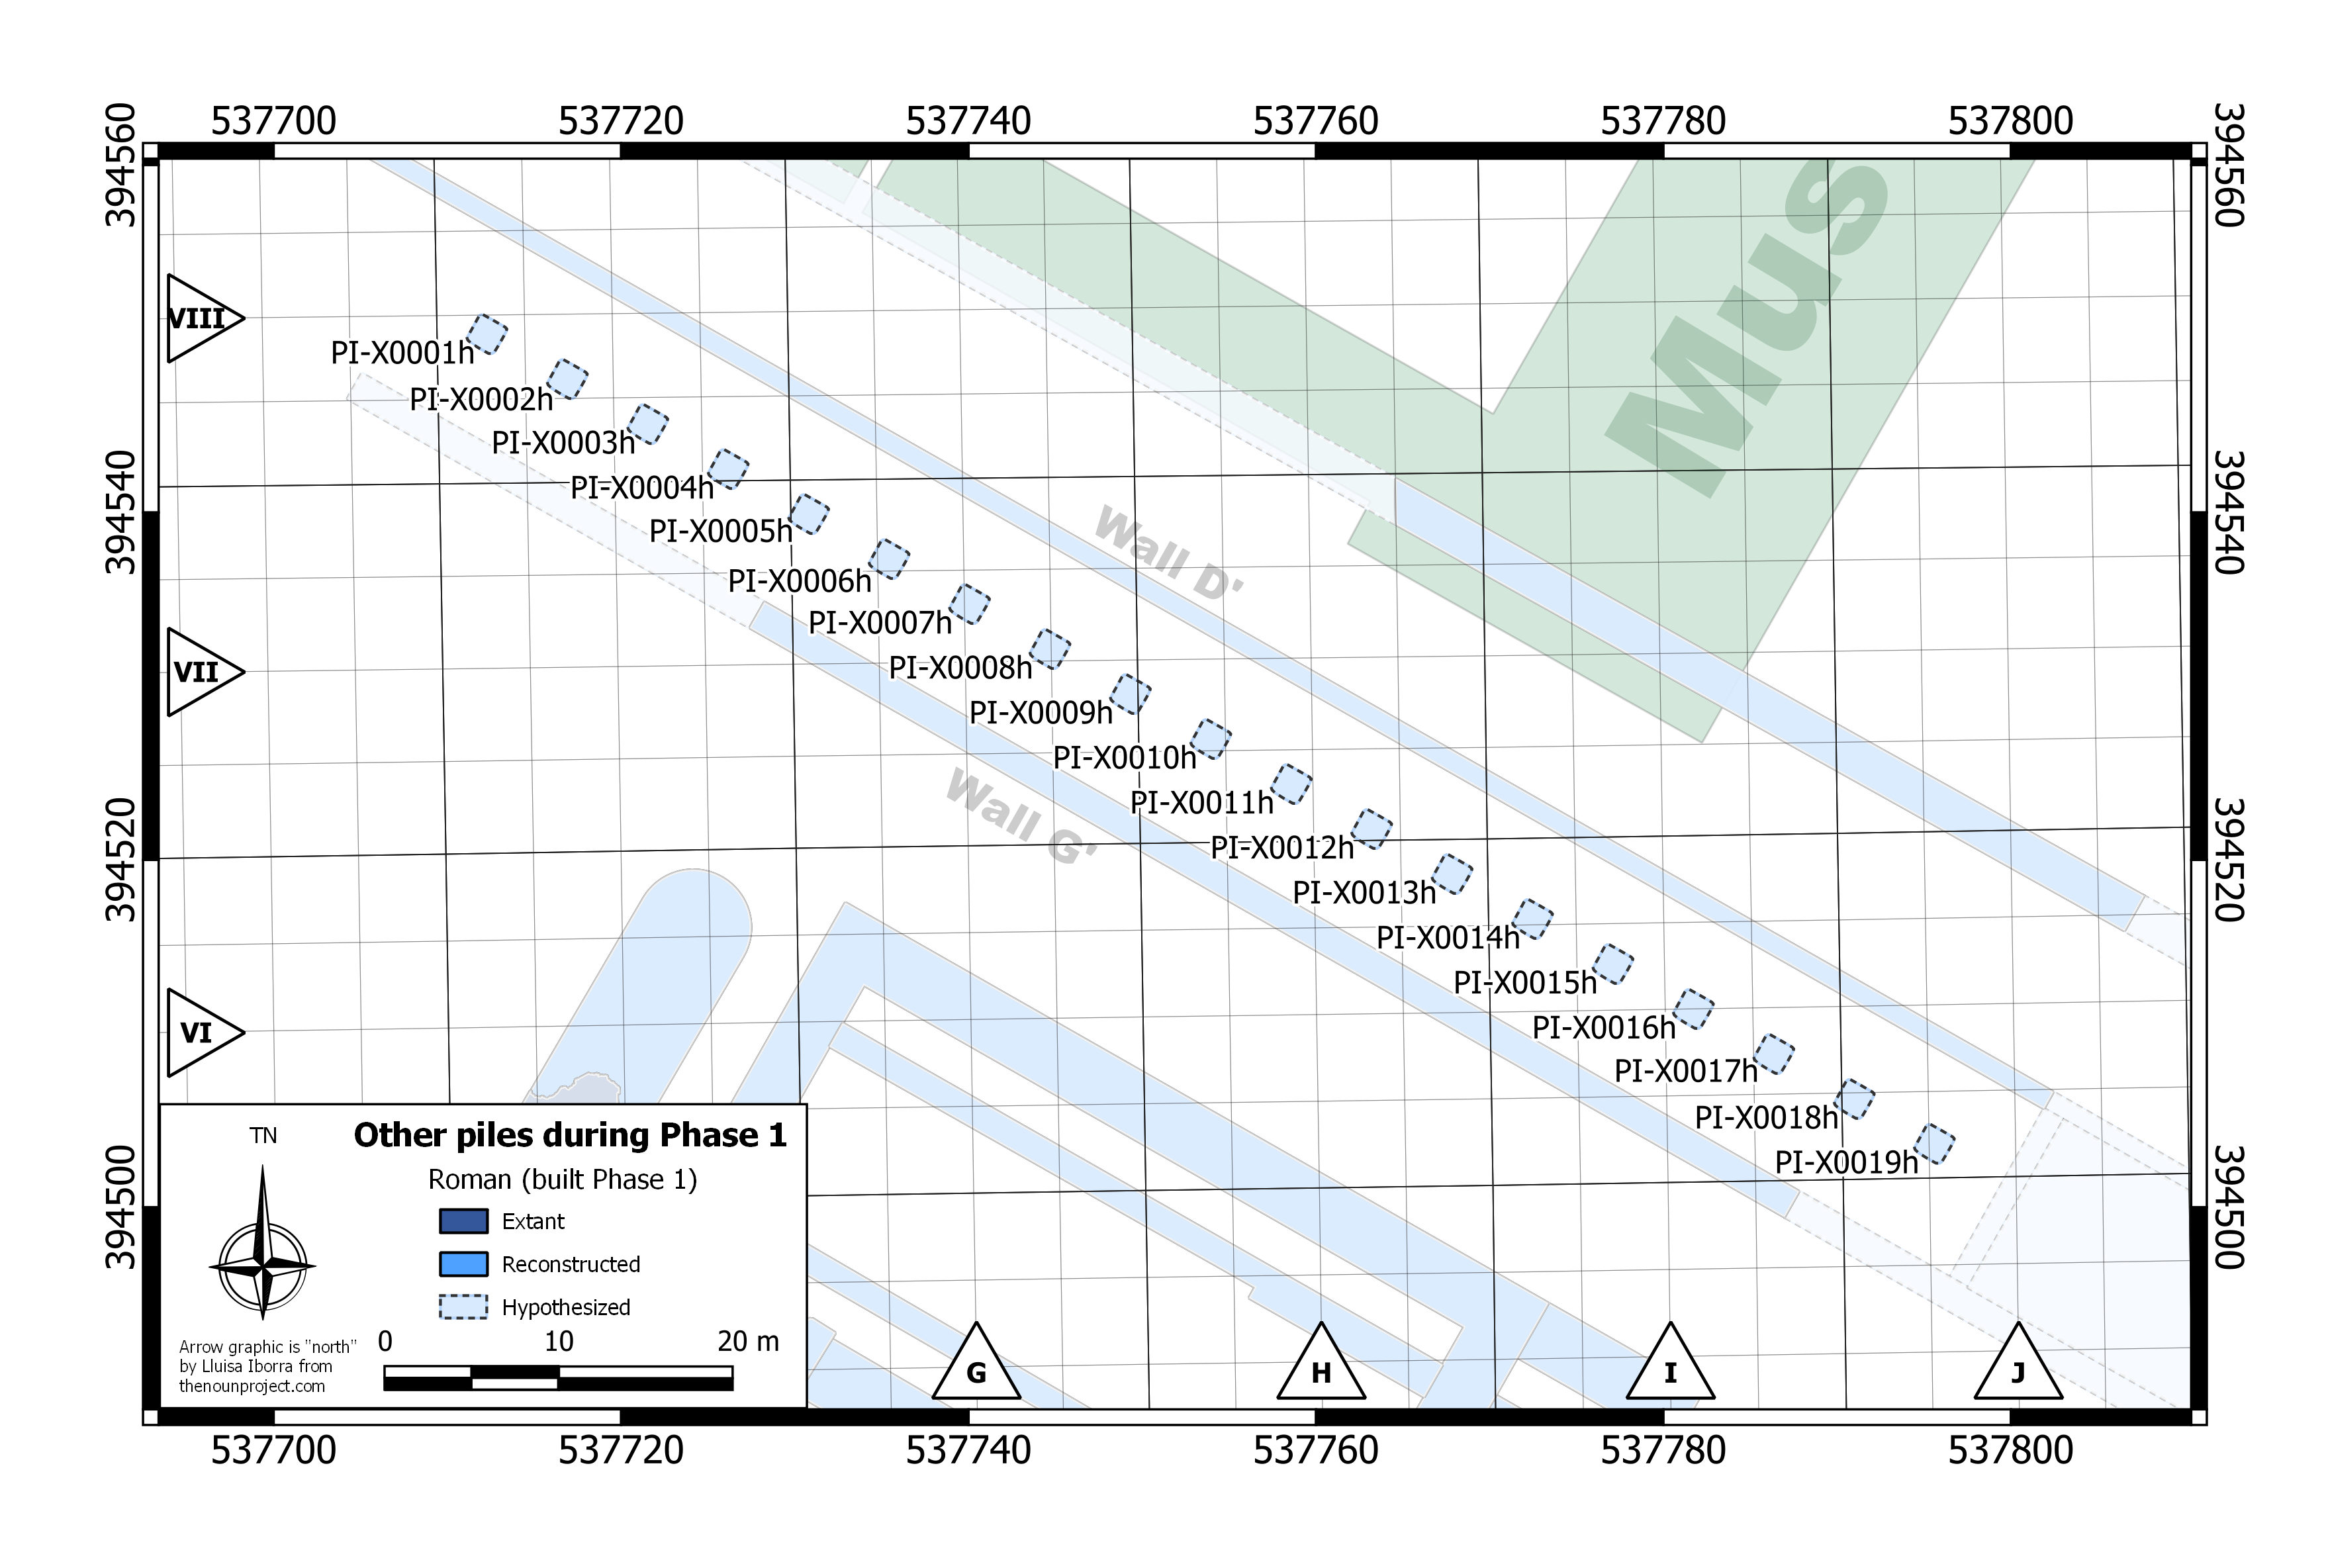 537700 537720 537740 537760 537780 537800
394560
394540
394520
394500
394560
394540
394520
394500
Mus
VIII
VII
VI
PI-X0001h
PI-X0002h
PI-X0003h
PI-X0004h
PI-X0005h
PI-X0006h
PI-X0007h
PI-X0008h
PI-X0009h
PI-X0010h
PI-X0011h
PI-X0012h
PI-X0013h
PI-X0014h
PI-X0015h
PI-X0016h
PI-X0017h
PI-X0018h
PI-X0019h
Wall D'
Wall G'
TN
Other piles during Phase 1
Roman (built Phase 1)
Extant
Reconstructed
Hypothesized
0 10 20 m
Arrow graphic is "north"
by Lluisa Iborra from
thenounproject.com
G H I J
537700 537720 537740 537760 537780 537800